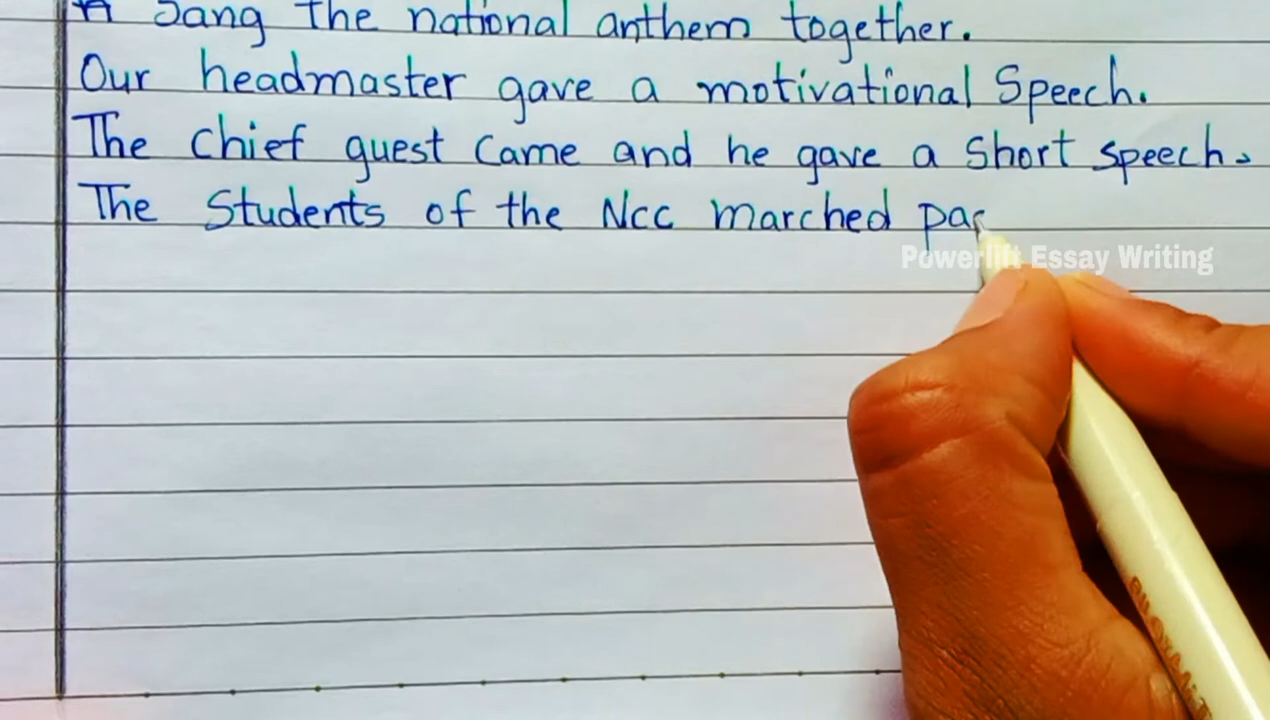 Sang the national anthem together.
Our headmaster gave a motivational Speech.
The chief guest came and he gave a short speech.
The Students of the Ncc marched pas
Powerlift Essay Writing